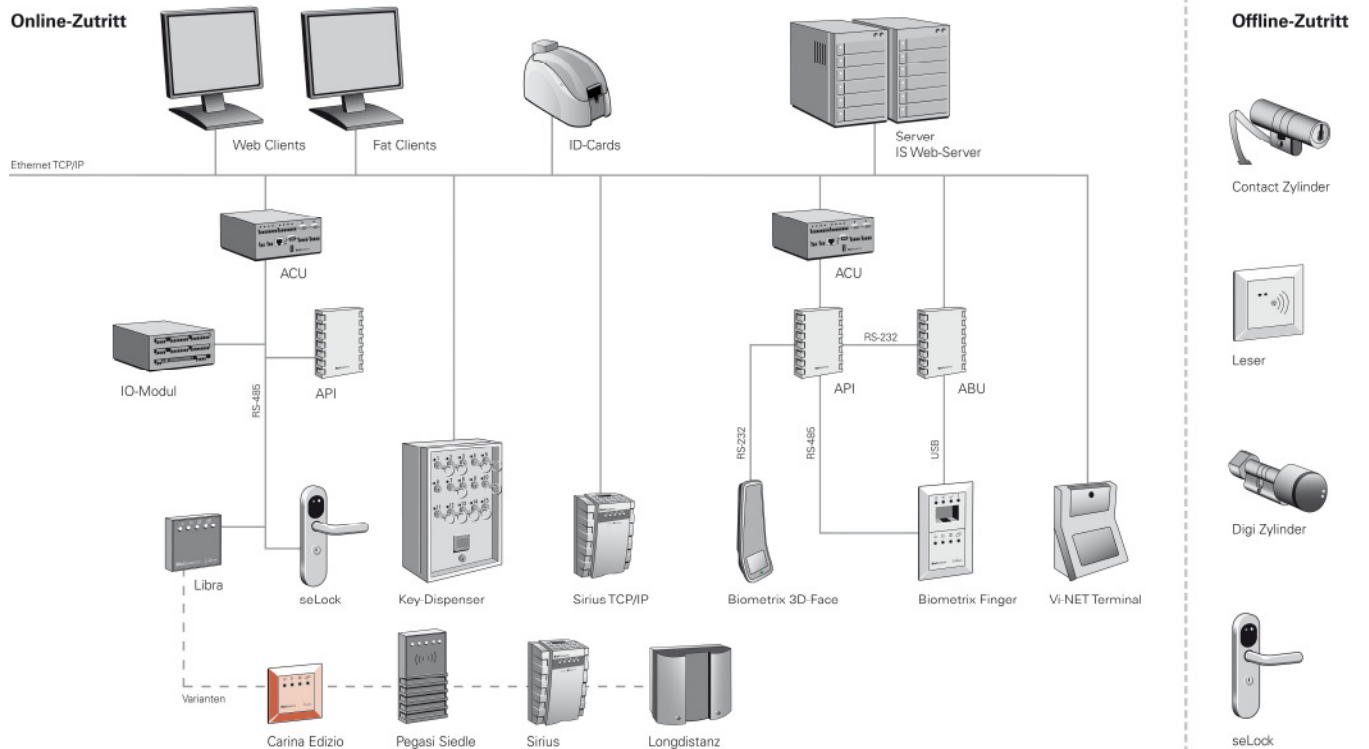 Online-Zutritt
Offline-Zutritt
Web Clients
Fat Clients
ID-Cards
Server
IS Web-Server
Ethernet TCP/IP
Contact Zylinder
ACU
ACU
IO-Modul
API
RS-485
RS-232
API
ABU
Leser
RS-232
RS-485
USB
Libra
seLock
Key-Dispenser
Sirius TCP/IP
Biometrix 3D-Face
Biometrix Finger
Vi-NET Terminal
Digi Zylinder
Varianten
Carina Edizio
Pegasi Siedle
Sirius
Longdistanz
seLock